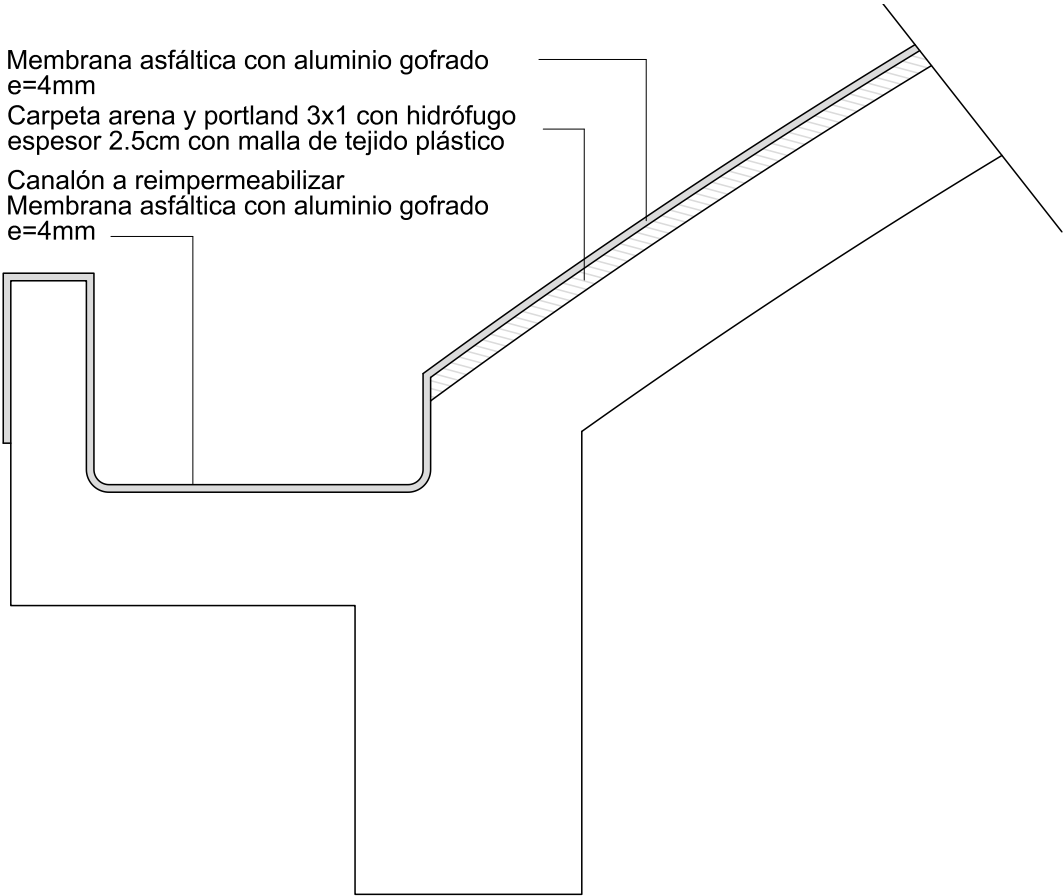 Membrana asfáltica con aluminio gofrado
e=4mm
Carpeta arena y portland 3x1 con hidrófugo
espesor 2.5cm con malla de tejido plástico
Canalón a reimpermeabilizar
Membrana asfáltica con aluminio gofrado
e=4mm